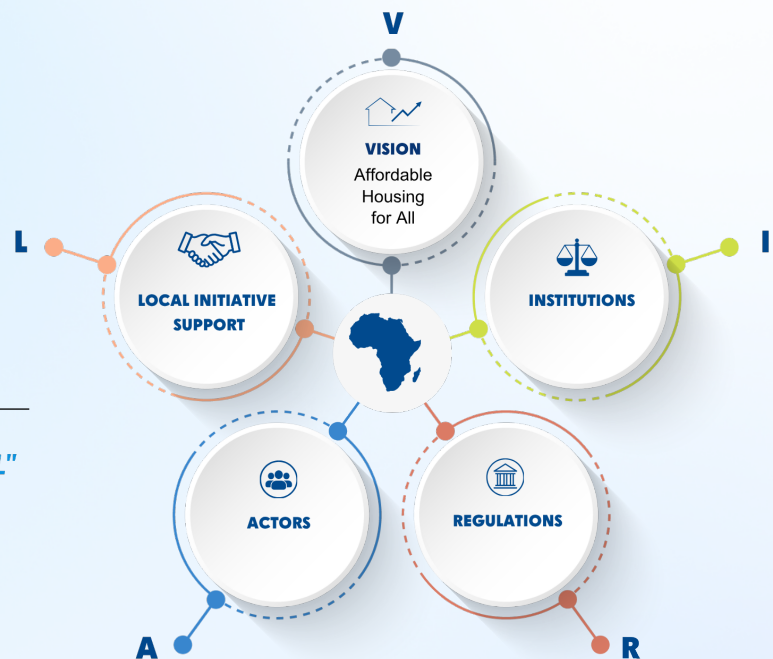 V
VISION
Affordable
Housing
for All
L
I
LOCAL INITIATIVE
SUPPORT
INSTITUTIONS
ACTORS
REGULATIONS
A
R